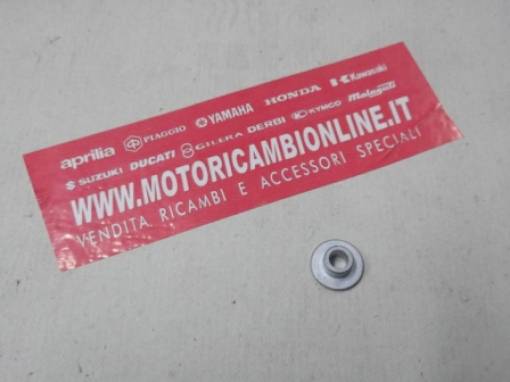 aprilia PIAGGIO YAMAHA HONDA Kawasaki
SUZUKI DUCATI GILERA DERBI KYMCO Malaguti
WWW.MOTORICAMBIONLINE.IT
VENDITA RICAMBI E ACCESSORI SPECIALI